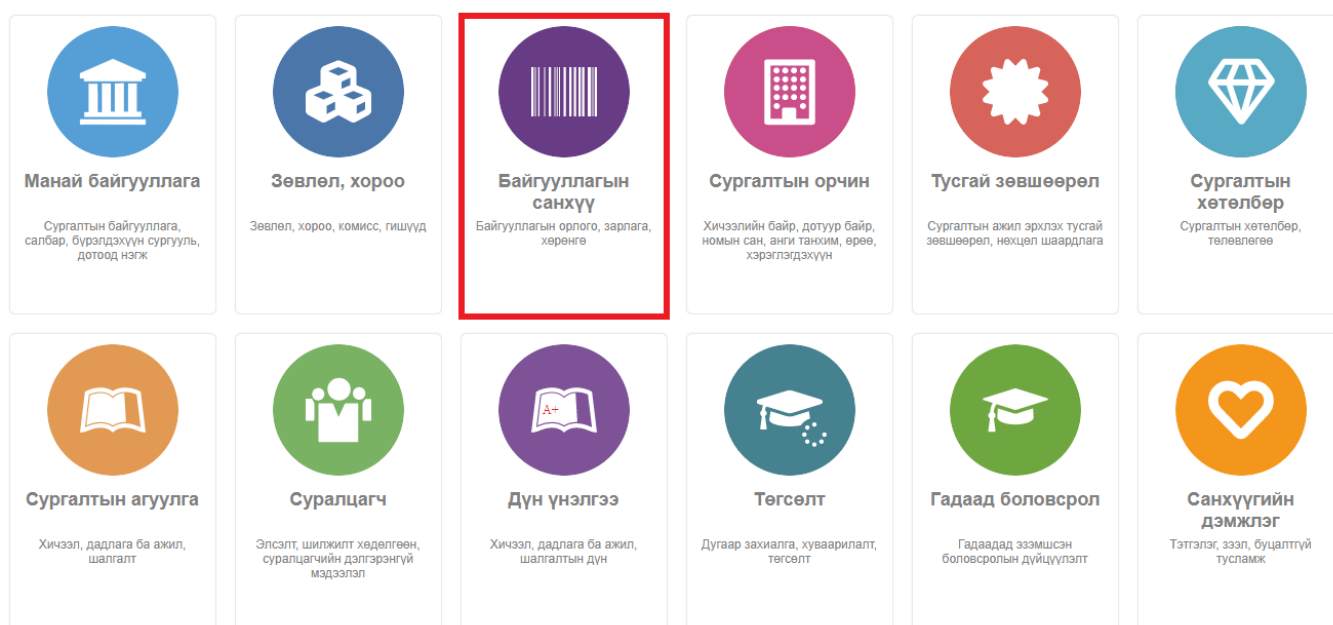 Манай байгууллага
Сургалтын байгууллага,
салбар, бүрэлдэхүүн сургууль,
дотоод нэгж
Зөвлөл, хороо
Зөвлөл, хороо, комисс, гишүүд
Байгууллагын
санхүү
Байгууллагын орлого, зарлага,
хөрөнгө
Сургалтын орчин
Хичээлийн байр, дотуур байр,
номын сан, анги танхим, өрөө,
хэрэглэгдэхүүн
Тусгай зөвшөөрөл
Сургалтын ажил эрхлэх тусгай
зөвшөөрөл, нөхцөл шаардлага
Сургалтын
хөтөлбөр
Сургалтын хөтөлбөр,
төлөвлөгөө
Сургалтын агуулга
Хичээл, дадлага ба ажил,
шалгалт
Суралцагч
Элсэлт, шилжилт хөдөлгөөн,
суралцагчийн дэлгэрэнгүй
мэдээлэл
A+
Дүн үнэлгээ
Хичээл, дадлага ба ажил,
шалгалтын дүн
Төгсөлт
Дугаар захиалга, хуваарилалт,
төгсөлт
Гадаад боловсрол
Гадаадад эзэмшсэн
боловсролын дүйцүүлэлт
Санхүүгийн
дэмжлэг
Тэтгэлэг, зээл, буцалтгүй
тусламж